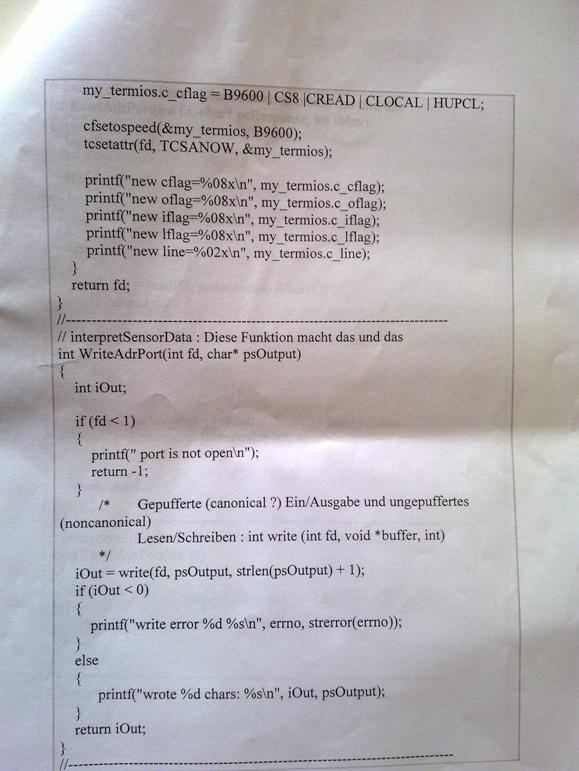 my_termios.c_cflag = B9600 | CS8 |CREAD | CLOCAL | HUPCL;
cfsetospeed(&my_termios, B9600);
tcsetattr(fd, TCSANOW, &my_termios);
printf("new cflag=%08x\n", my_termios.c_cflag);
printf("new oflag=%08x\n", my_termios.c_oflag);
printf("new iflag=%08x\n", my_termios.c_iflag);
printf("new lflag=%08x\n", my_termios.c_lflag);
printf("new line=%02x\n", my_termios.c_line);
}
return fd;
}
//--------------------------------------------------------------------------------
// interpretSensorData : Diese Funktion macht das und das
int WriteAdrPort(int fd, char* psOutput)
{
int iOut;
if (fd < 1)
{
printf(" port is not open\n");
return -1;
}
/* Gepufferte (canonical ?) Ein/Ausgabe und ungepuffertes
(noncanonical)
Lesen/Schreiben : int write (int fd, void *buffer, int)
*/
iOut = write(fd, psOutput, strlen(psOutput) + 1);
if (iOut < 0)
{
printf("write error %d %s\n", errno, strerror(errno));
}
else
{
printf("wrote %d chars: %s\n", iOut, psOutput);
}
return iOut;
}
//--------------------------------------------------------------------------------